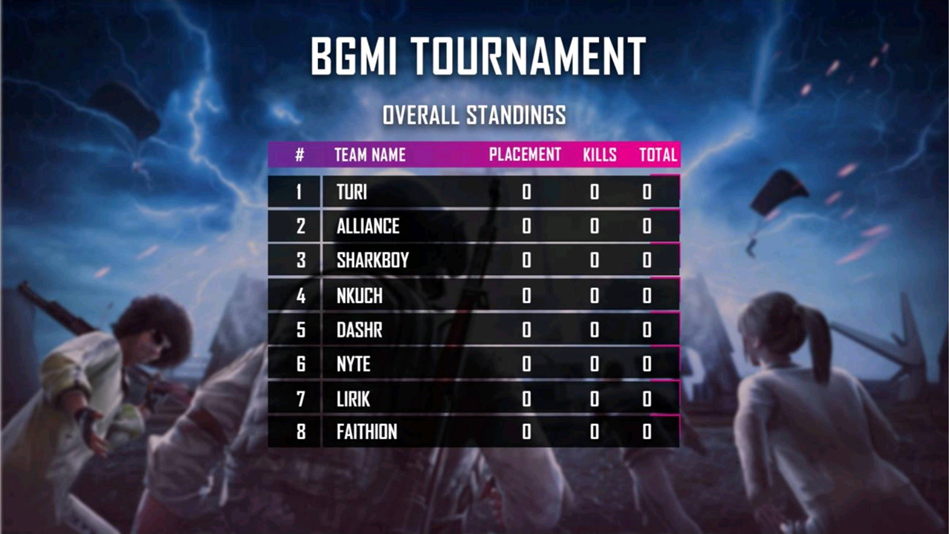 BGMI TOURNAMENT
OVERALL STANDINGS
# TEAM NAME PLACEMENT KILLS TOTAL
1 TURI 0 0 0
2 ALLIANCE 0 0 0
3 SHARKBOY 0 0 0
4 NKUCH 0 0 0
5 DASHR 0 0 0
6 NYTE 0 0 0
7 LIRIK 0 0 0
8 FAITHION 0 0 0